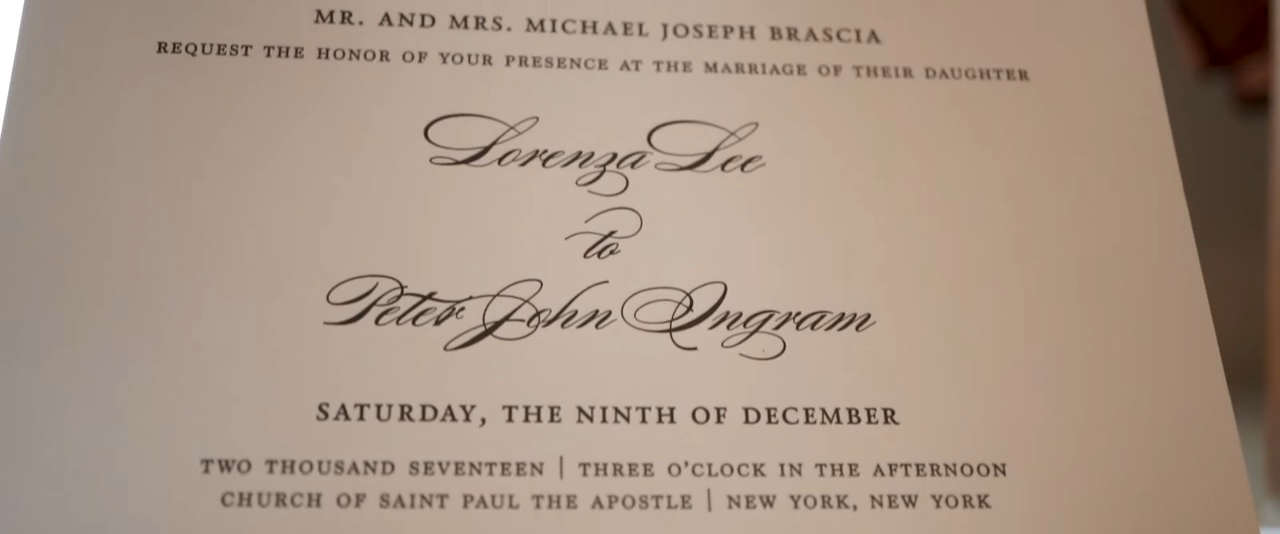 MR. AND MRS. MICHAEL JOSEPH BRASCIA
REQUEST THE HONOR OF YOUR PRESENCE AT THE MARRIAGE OF THEIR DAUGHTER
Lorenza Lee
to
Peter John Ingram
SATURDAY, THE NINTH OF DECEMBER
TWO THOUSAND SEVENTEEN | THREE O'CLOCK IN THE AFTERNOON
CHURCH OF SAINT PAUL THE APOSTLE | NEW YORK, NEW YORK